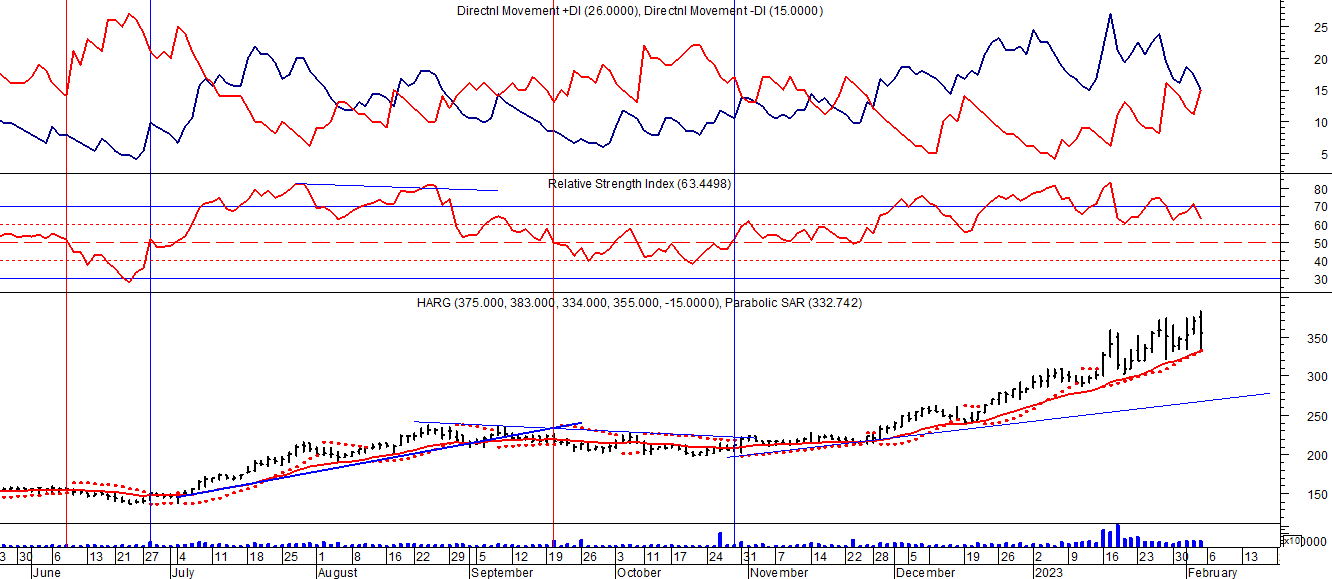 Directnl Movement +DI (26.0000), Directnl Movement -DI (15.0000)
25
20
15
10
5
Relative Strength Index (63.4498)
80
70
60
50
40
30
HARG (375.000, 383.000, 334.000, 355.000, -15.0000), Parabolic SAR (332.742)
350
300
250
200
150
x10000
3 30 6 13 21 27 4 11 18 25 1 8 16 22 29 5 12 19 26 3 11 17 24 31 7 14 22 28 5 19 26 2 9 16 23 30 6 13
June July August September October November December 2023 February